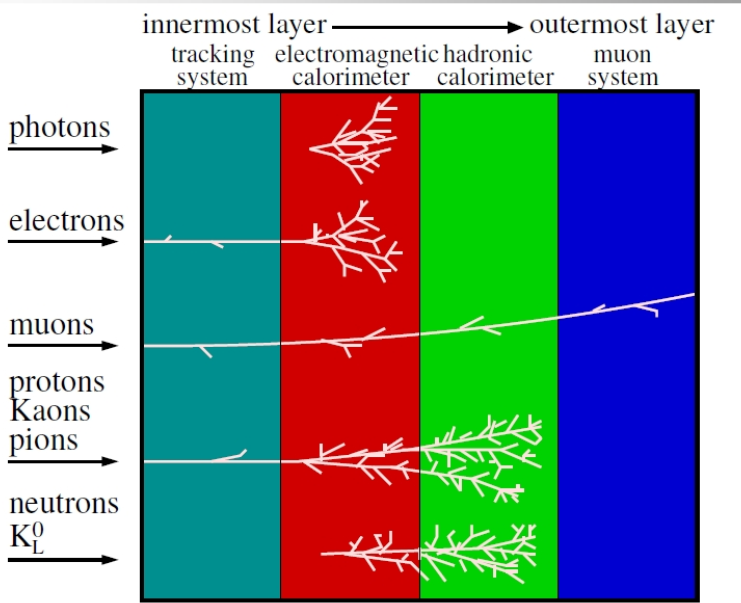 innermost layer outermost layer
tracking system
electromagnetic calorimeter
hadronic calorimeter
muon system
photons
electrons
muons
protons
Kaons
pions
neutrons
K⁰_L